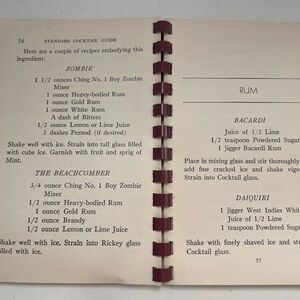 56 STANDARD COCKTAIL GUIDE
Here are a couple of recipes embodying this
ingredient:
ZOMBIE
1 1/2 ounces Ching No. 1 Boy Zombie
Mixer
1 ounce Heavy-bodied Rum
1 ounce Gold Rum
1 ounce White Rum
A dash of Bitters
1/2 ounce Lemon or Lime Juice
3 dashes Pernod (if desired)
Shake well with ice. Strain into tall glass
filled with cube ice. Garnish with fruit and sprig of
Mint.
THE BEACHCOMBER
3/4 ounce Ching No. 1 Boy Zombie
Mixer
1/2 ounce Heavy-bodied Rum
1 ounce Gold Rum
1/2 ounce Brandy
1/2 ounce Lemon or Lime Juice
Shake well with ice. Strain into Rickey glass
filled with ice.
RUM
BACARDI
Juice of 1/2 Lime
1/2 teaspoon Powdered Sugar
1 jigger Bacardi Rum
Place in mixing glass and stir thoroughly
add fine cracked ice and shake
Strain into Cocktail glass.
DAIQUIRI
1 jigger West Indies Whit
Juice of 1/2 Lime
1 teaspoon Powdered Sugar
Shake with finely shaved ice and stra
Cocktail glass.
57